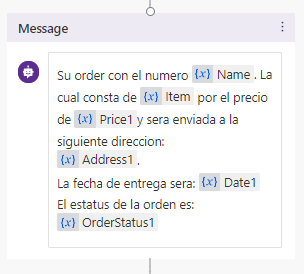 Message
Su order con el numero {x} Name. La
cual consta de {x} Item por el precio
de {x} Price1 y sera enviada a la
siguiente direccion:
{x} Address1.
La fecha de entrega sera: {x} Date1
El estatus de la orden es:
{x} OrderStatus1